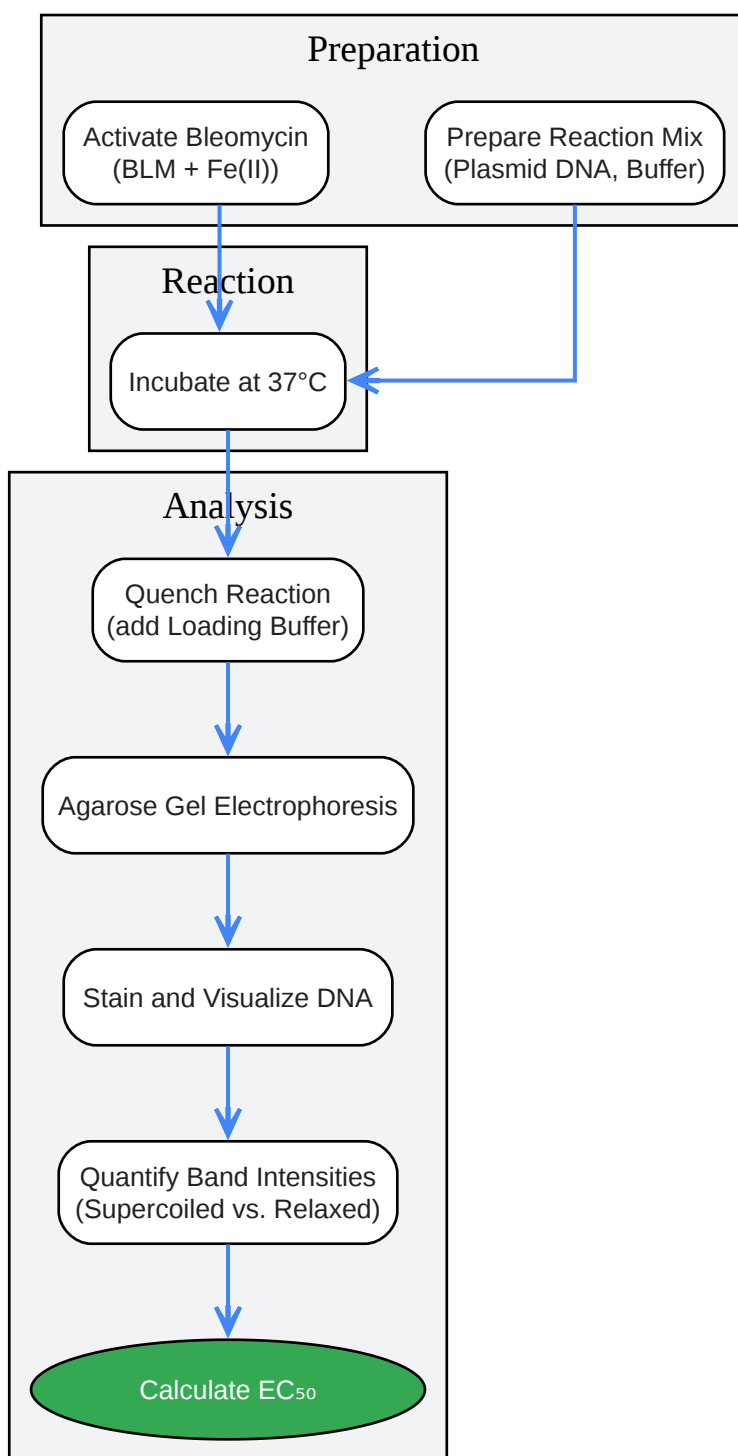 Preparation
Activate Bleomycin
(BLM + Fe(II))
Prepare Reaction Mix
(Plasmid DNA, Buffer)
Reaction
Incubate at 37°C
Analysis
Quench Reaction
(add Loading Buffer)
Agarose Gel Electrophoresis
Stain and Visualize DNA
Quantify Band Intensities
(Supercoiled vs. Relaxed)
Calculate EC₅₀